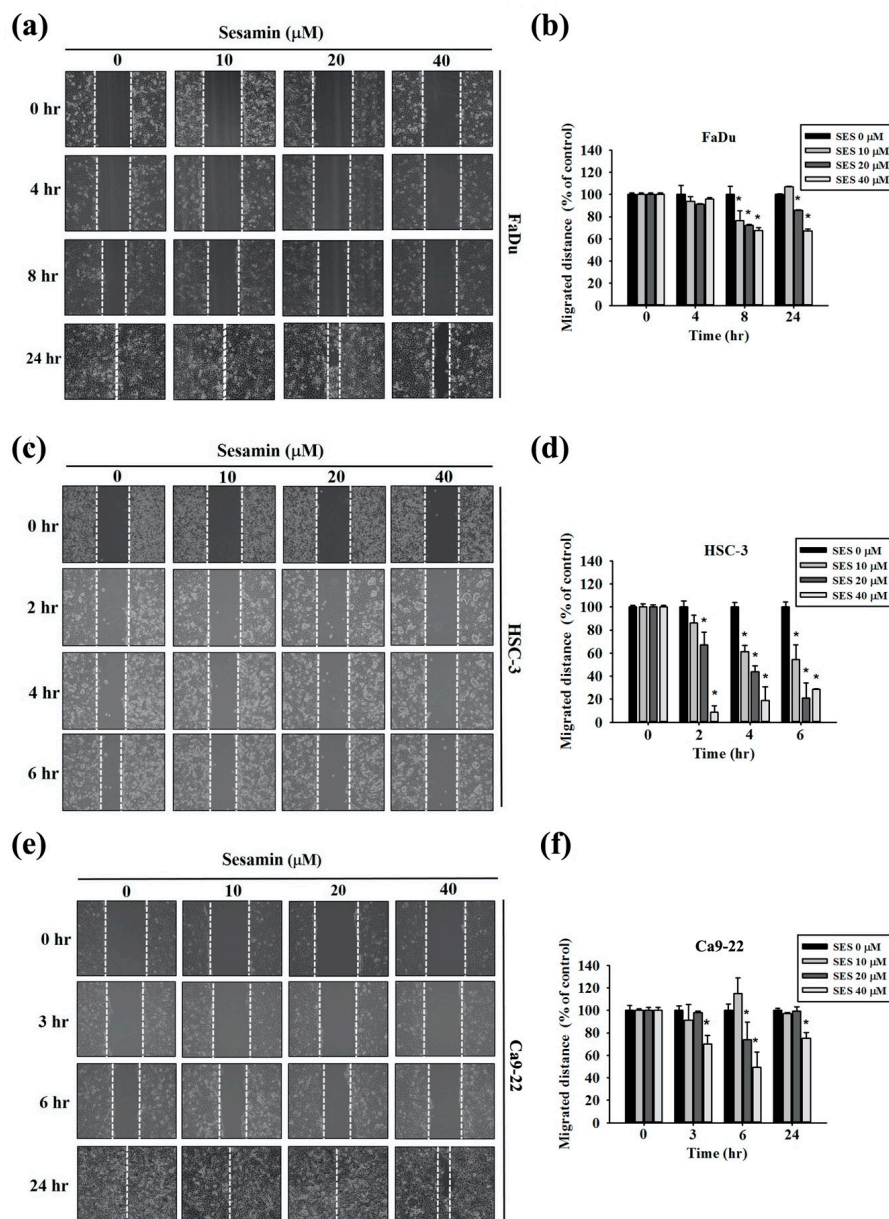 (a)
Sesamin (μM)
0 10 20 40
0 hr
4 hr
8 hr
24 hr
FaDu
(b)
FaDu
SES 0 μM
SES 10 μM
SES 20 μM
SES 40 μM
Migrated distance (% of control)
140
120
100
80
60
40
20
0
* * * * *
0 4 8 24
Time (hr)
(c)
Sesamin (μM)
0 10 20 40
0 hr
2 hr
4 hr
6 hr
HSC-3
(d)
HSC-3
SES 0 μM
SES 10 μM
SES 20 μM
SES 40 μM
Migrated distance (% of control)
140
120
100
80
60
40
20
0
* * * * * * * *
0 2 4 6
Time (hr)
(e)
Sesamin (μM)
0 10 20 40
0 hr
3 hr
6 hr
24 hr
Ca9-22
(f)
Ca9-22
SES 0 μM
SES 10 μM
SES 20 μM
SES 40 μM
Migrated distance (% of control)
140
120
100
80
60
40
20
0
* * * *
0 3 6 24
Time (hr)